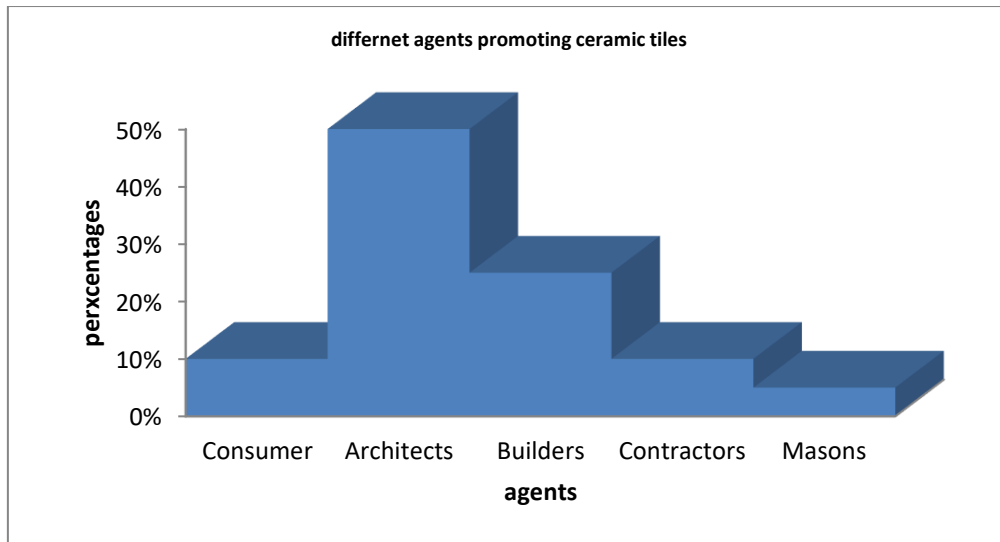 differnet agents promoting ceramic tiles
50%
40%
30%
20%
10%
0%
perxcentages
Consumer Architects Builders Contractors Masons
agents